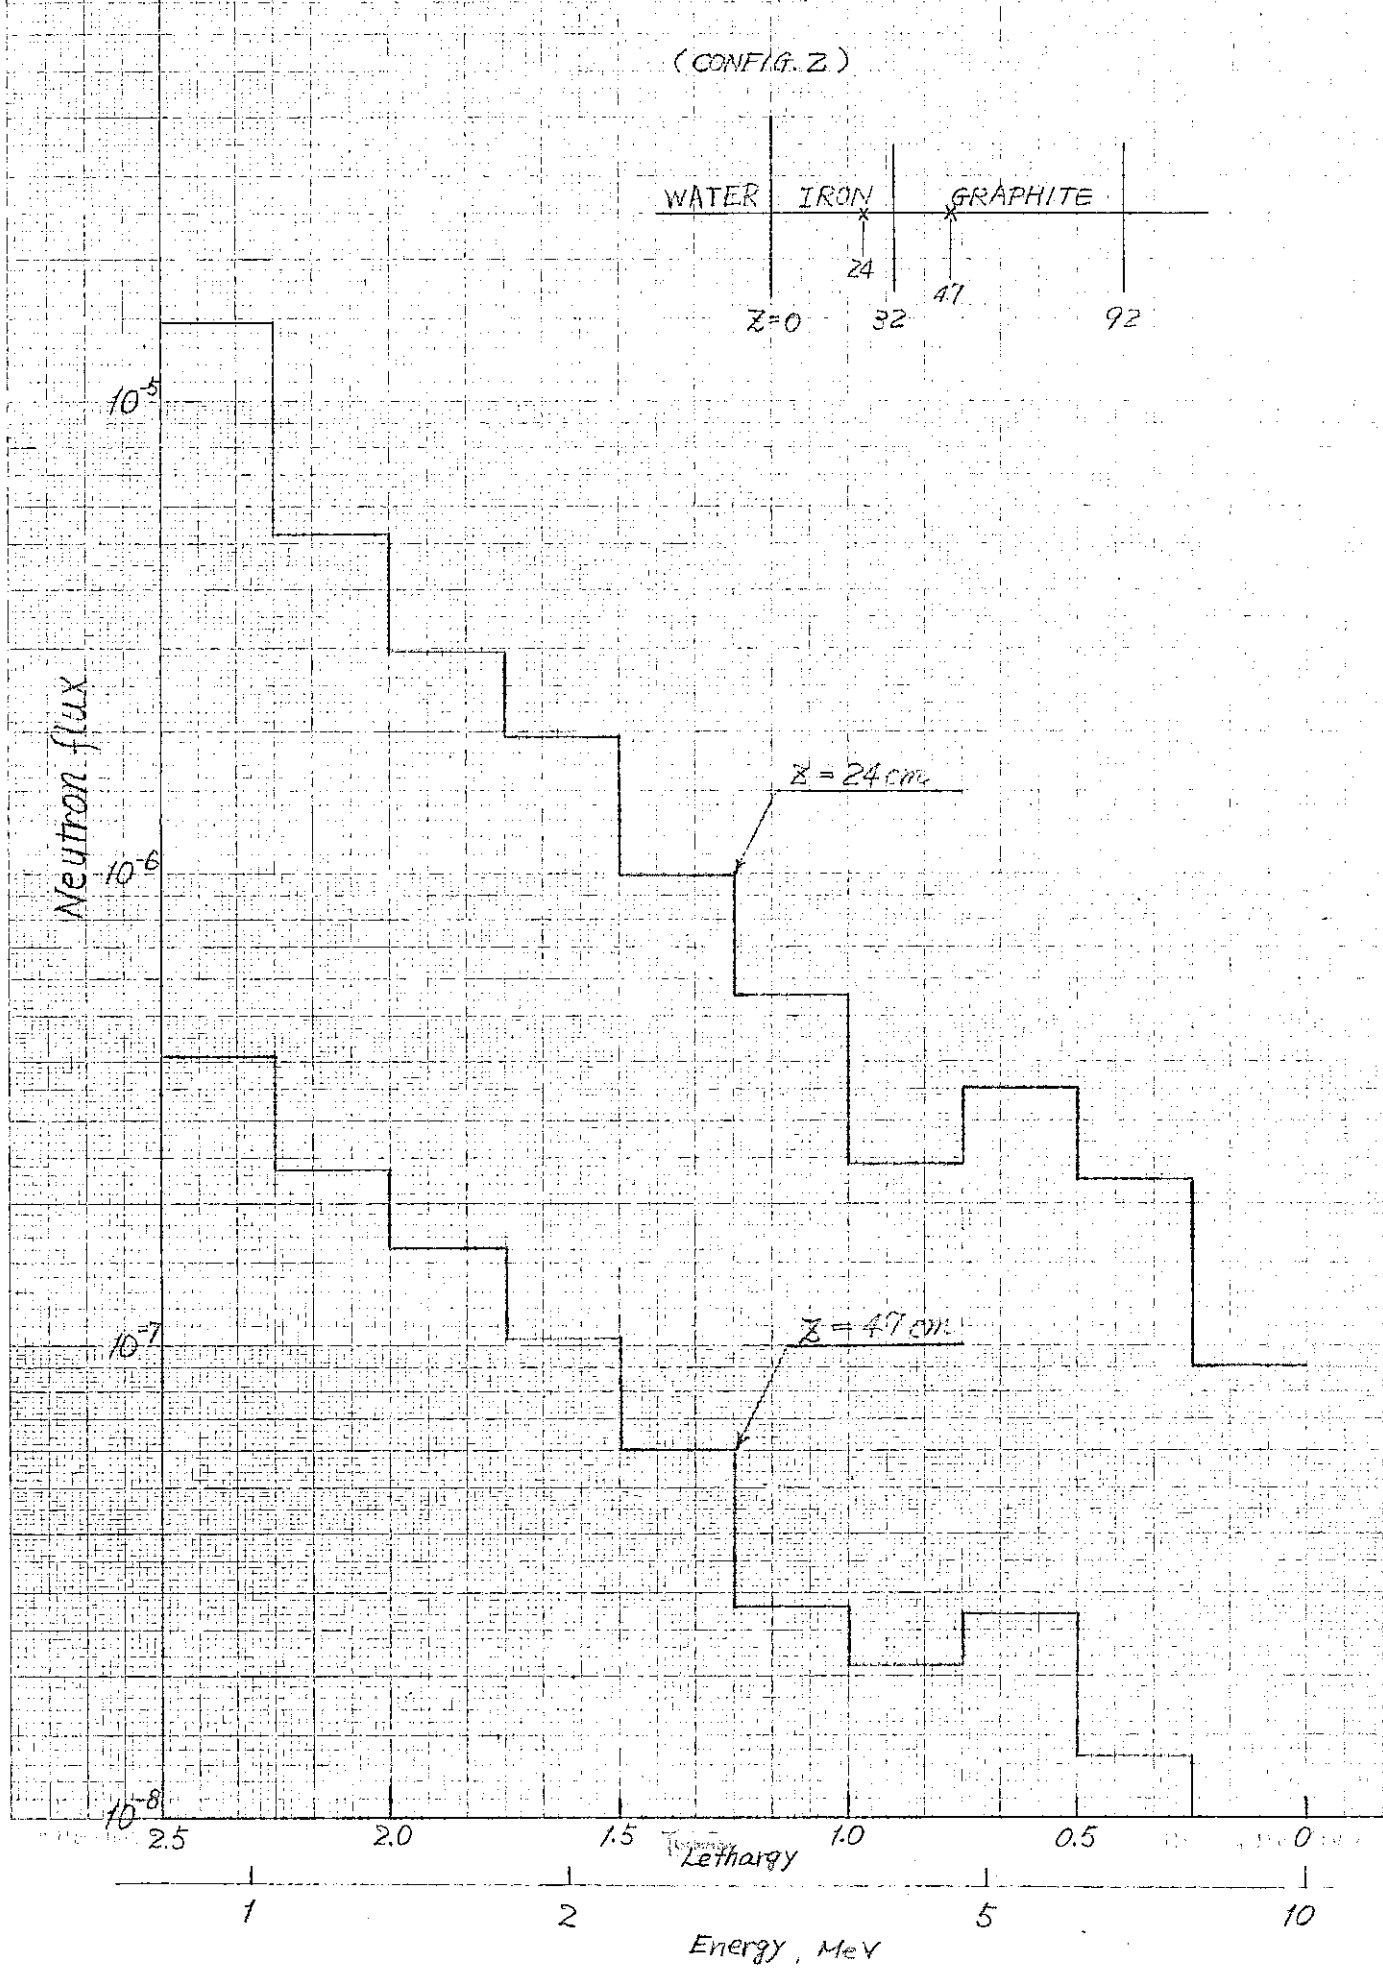 (CONFIG. 2)
WATER IRON GRAPHITE
24
47
Z=0 32 92
10-5
Neutron flux
Z = 24 cm
10-6
Z = 47 cm
10-7
10-8
2.5 2.0 1.5 1.0 0.5 0
Lethargy
1 2 5 10
Energy, MeV